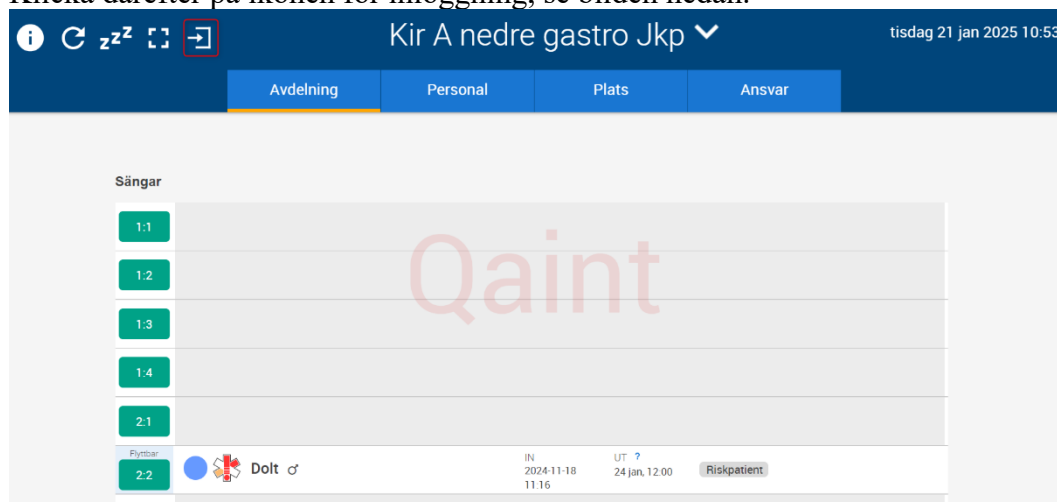 Klicka därefter på ikonen för inloggning, se bilden nedan.
i zzZ Kir A nedre gastro Jkp tisdag 21 jan 2025 10:53
Avdelning Personal Plats Ansvar
Sängar
1:1
Qaint
1:2
1:3
1:4
2:1
Flyttbar
2:2 Dolt ♂ IN 2024-11-18 11:16 UT ? 24 jan, 12:00 Riskpatient